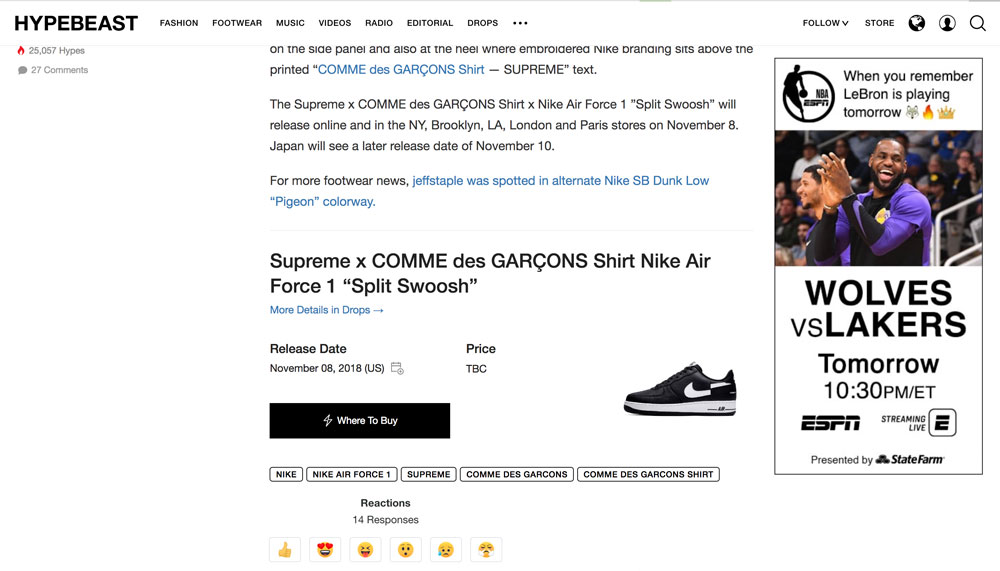 HYPEBEAST
FASHION FOOTWEAR MUSIC VIDEOS RADIO EDITORIAL DROPS •••
FOLLOW STORE
25,057 Hypes
27 Comments
on the side panel and also at the heel where embroidered Nike branding sits above the
printed “COMME des GARÇONS Shirt — SUPREME” text.
The Supreme x COMME des GARÇONS Shirt x Nike Air Force 1 ”Split Swoosh” will
release online and in the NY, Brooklyn, LA, London and Paris stores on November 8.
Japan will see a later release date of November 10.
For more footwear news, jeffstaple was spotted in alternate Nike SB Dunk Low
“Pigeon” colorway.
Supreme x COMME des GARÇONS Shirt Nike Air
Force 1 “Split Swoosh”
More Details in Drops →
Release Date
November 08, 2018 (US)
Price
TBC
Where To Buy
NIKE NIKE AIR FORCE 1 SUPREME COMME DES GARCONS COMME DES GARCONS SHIRT
Reactions
14 Responses
NBA
ESPN
When you remember
LeBron is playing
tomorrow 🐺🔥👑
WOLVES
VS LAKERS
Tomorrow
10:30PM/ET
ESPN
STREAMING
LIVE
E
Presented by State Farm